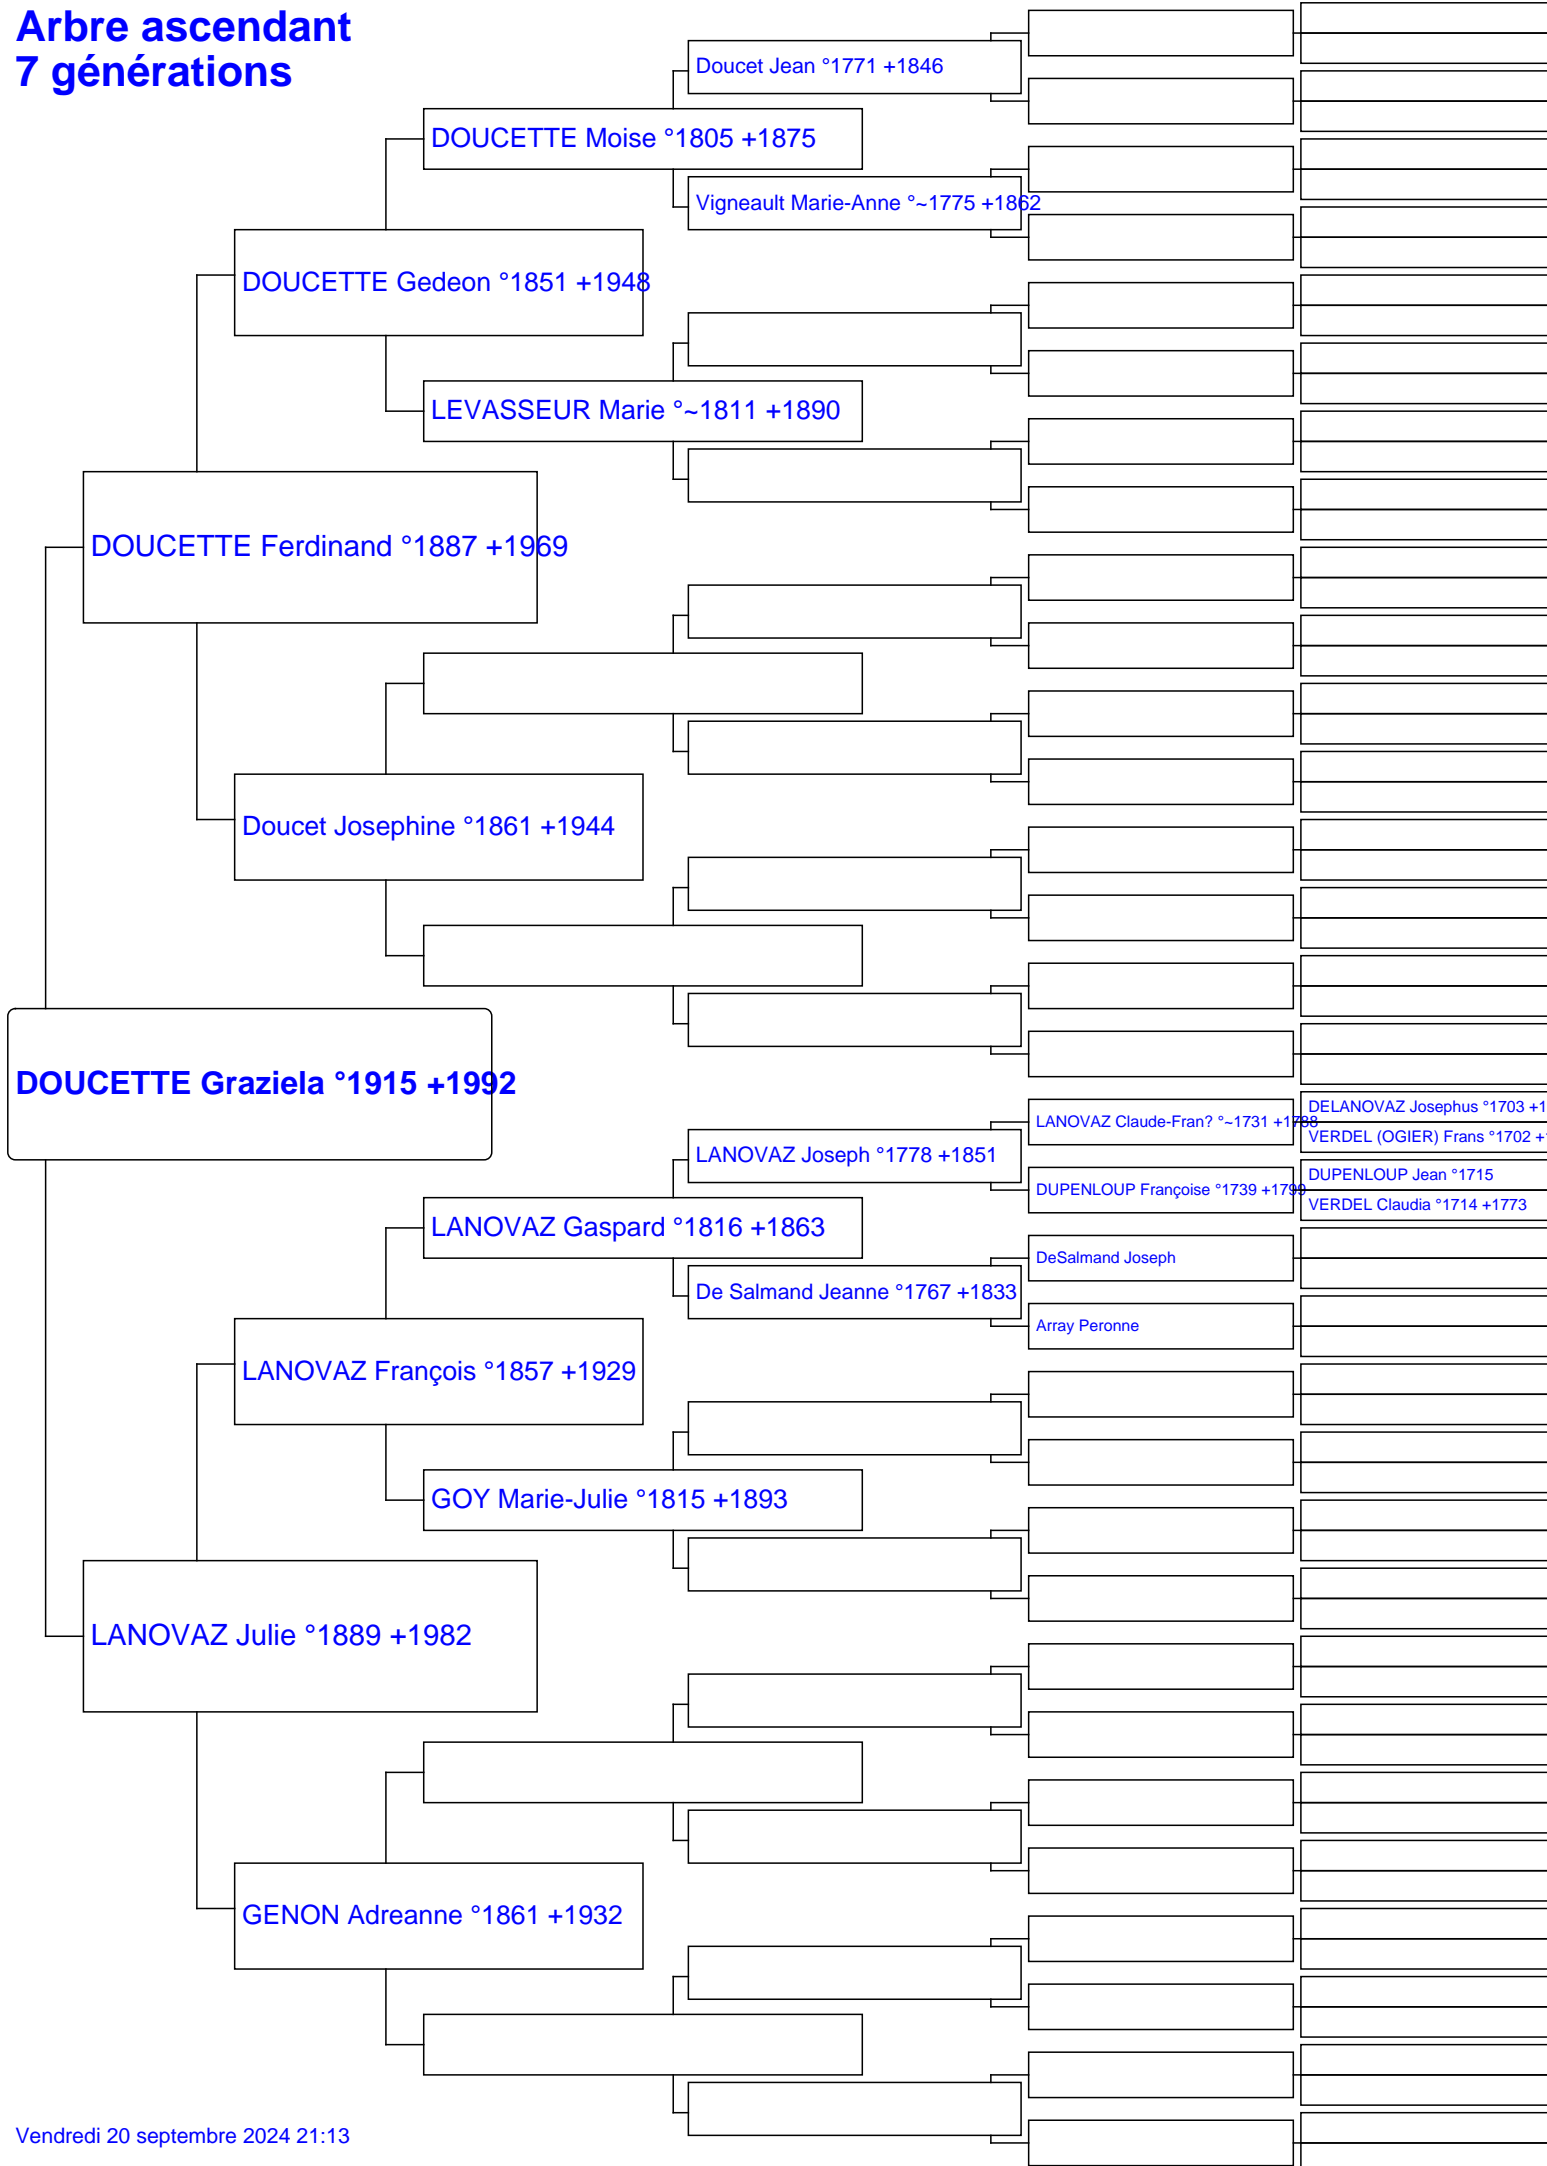 Arbre ascendant
7 générations
Doucet Jean °1771 +1846
DOUCETTE Moise °1805 +1875
Vigneault Marie-Anne °~1775 +1862
DOUCETTE Gedeon °1851 +1948
LEVASSEUR Marie °~1811 +1890
DOUCETTE Ferdinand °1887 +1969
Doucet Josephine °1861 +1944
DOUCETTE Graziela °1915 +1992
DELANOVAZ Josephus °1703 +1
LANOVAZ Claude-Fran? °~1731 +1788
VERDEL (OGIER) Frans °1702 +
LANOVAZ Joseph °1778 +1851
DUPENLOUP Jean °1715
DUPENLOUP Françoise °1739 +1799
VERDEL Claudia °1714 +1773
LANOVAZ Gaspard °1816 +1863
DeSalmand Joseph
De Salmand Jeanne °1767 +1833
Array Peronne
LANOVAZ François °1857 +1929
GOY Marie-Julie °1815 +1893
LANOVAZ Julie °1889 +1982
GENON Adreanne °1861 +1932
Vendredi 20 septembre 2024 21:13